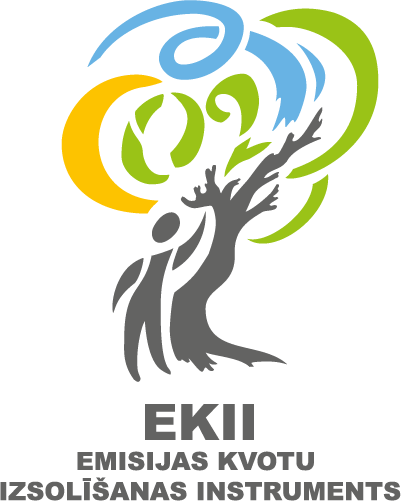 EKII
EMISIJAS KVOTU
IZSOLĪŠANAS INSTRUMENTS